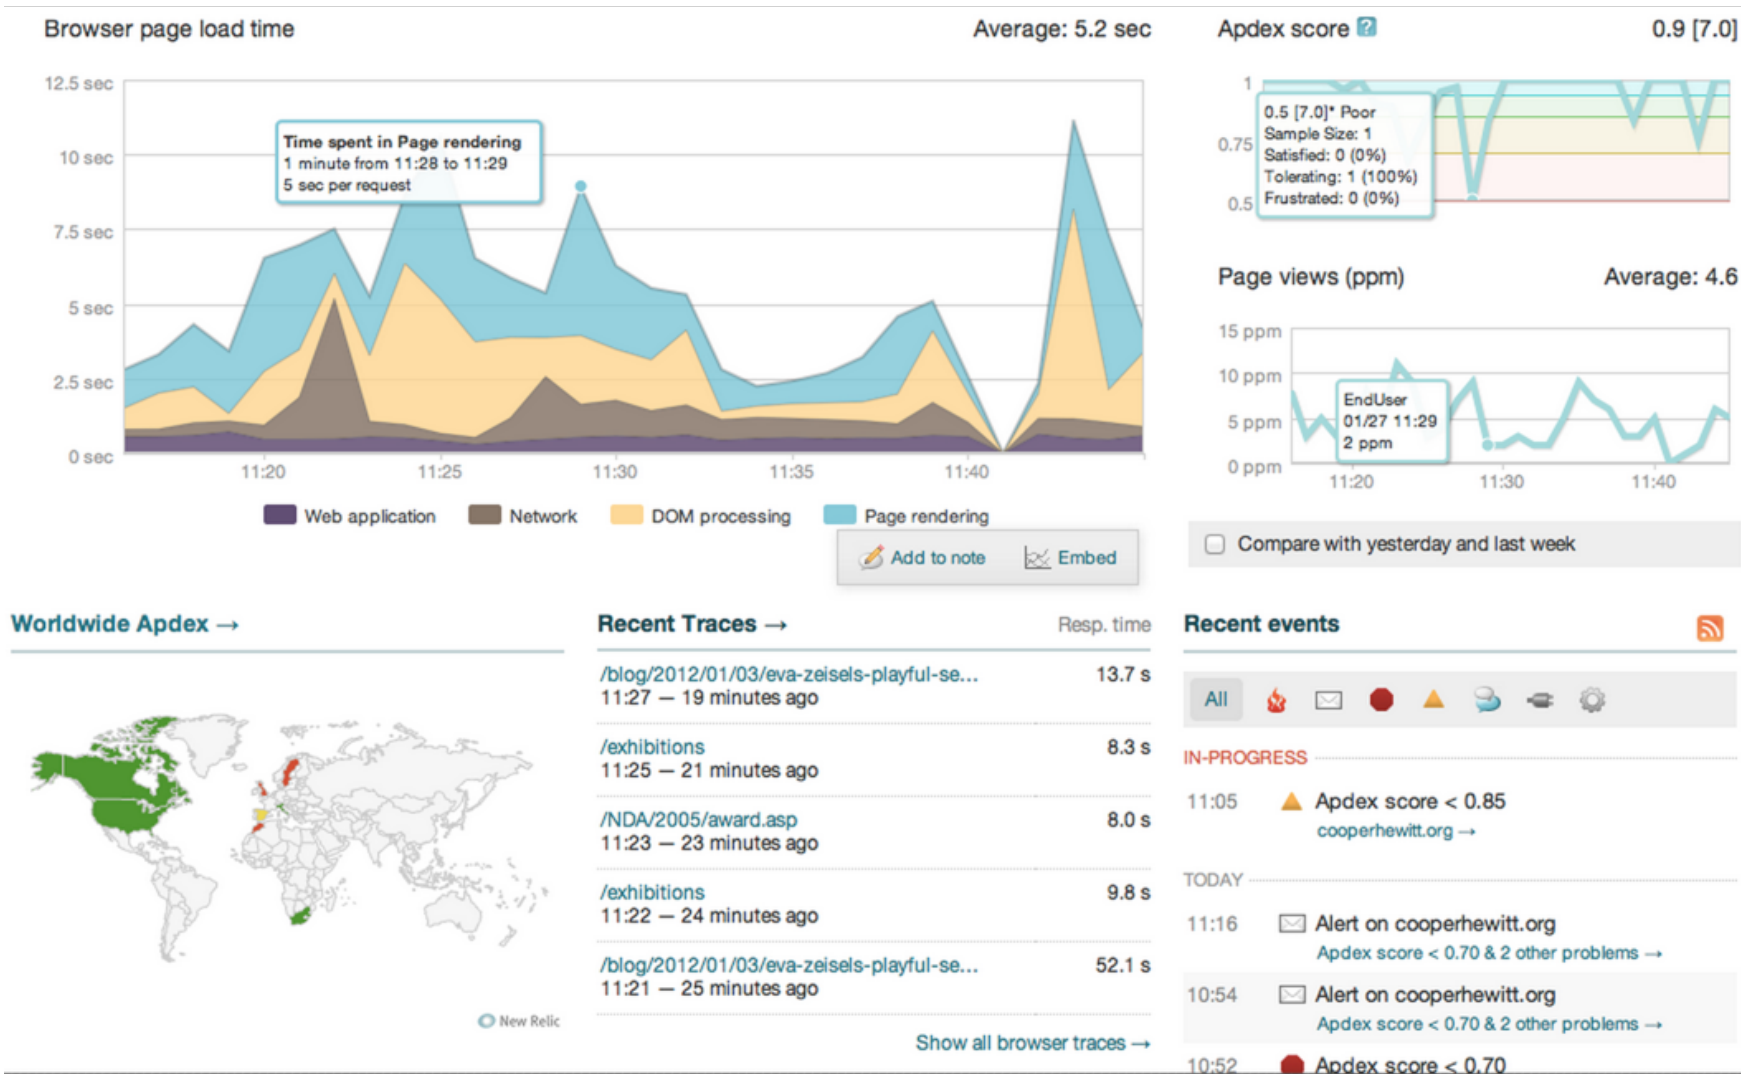 Browser page load time
Average: 5.2 sec
12.5 sec
10 sec
7.5 sec
5 sec
2.5 sec
0 sec
Time spent in Page rendering
1 minute from 11:28 to 11:29
5 sec per request
11:20
11:25
11:30
11:35
11:40
Web application
Network
DOM processing
Page rendering
Add to note
Embed
Apdex score ?
0.9 [7.0]
1
0.75
0.5
0.5 [7.0]* Poor
Sample Size: 1
Satisfied: 0 (0%)
Tolerating: 1 (100%)
Frustrated: 0 (0%)
Page views (ppm)
Average: 4.6
15 ppm
10 ppm
5 ppm
0 ppm
EndUser
01/27 11:29
2 ppm
11:20
11:30
11:40
Compare with yesterday and last week
Worldwide Apdex →
New Relic
Recent Traces →
Resp. time
/blog/2012/01/03/eva-zeisels-playful-se...
13.7 s
11:27 — 19 minutes ago
/exhibitions
8.3 s
11:25 — 21 minutes ago
/NDA/2005/award.asp
8.0 s
11:23 — 23 minutes ago
/exhibitions
9.8 s
11:22 — 24 minutes ago
/blog/2012/01/03/eva-zeisels-playful-se...
52.1 s
11:21 — 25 minutes ago
Show all browser traces →
Recent events
All
IN-PROGRESS
11:05
Apdex score < 0.85
cooperhewitt.org →
TODAY
11:16
Alert on cooperhewitt.org
Apdex score < 0.70 & 2 other problems →
10:54
Alert on cooperhewitt.org
Apdex score < 0.70 & 2 other problems →
10:52
Apdex score < 0.70